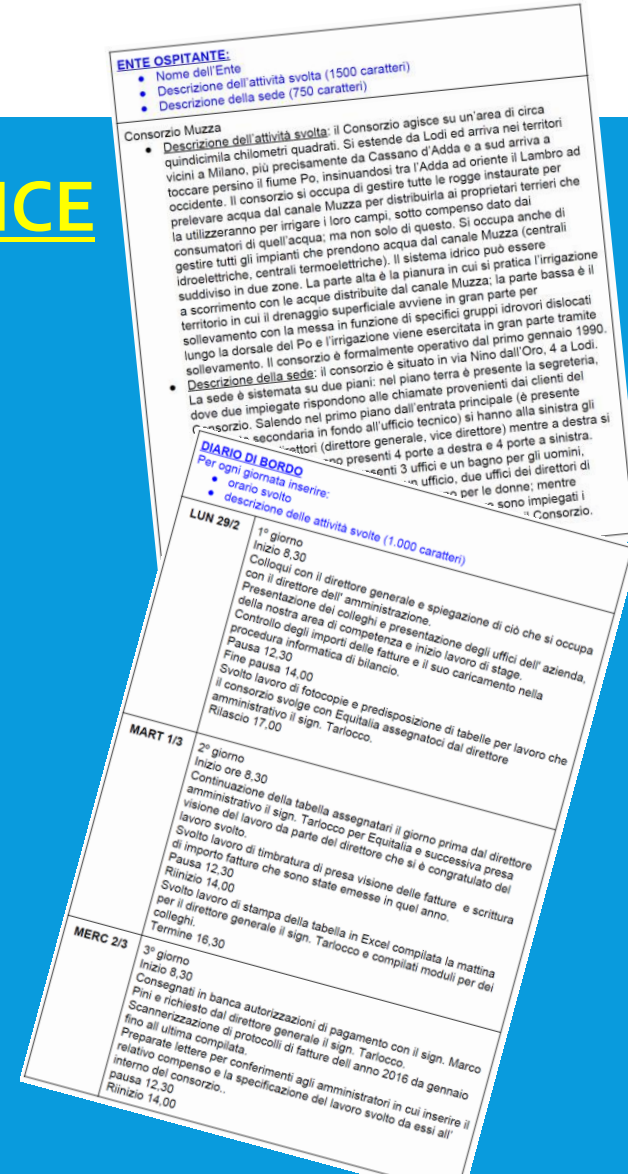 ICE
ENTE OSPITANTE:
● Nome dell'Ente
● Descrizione dell'attività svolta (1500 caratteri)
● Descrizione della sede (750 caratteri)
Consorzio Muzza
● Descrizione dell'attività svolta: il Consorzio agisce su un'area di circa
quindicimila chilometri quadrati. Si estende da Lodi ed arriva nei territori
vicini a Milano, più precisamente da Cassano d'Adda e a sud arriva a
toccare persino il fiume Po, insinuandosi tra l'Adda ad oriente il Lambro ad
occidente. Il consorzio si occupa di gestire tutte le rogge instaurate per
prelevare acqua dal canale Muzza per distribuirla ai proprietari terrieri che
la utilizzeranno per irrigare i loro campi, sotto compenso dato dai
consumatori di quell'acqua; ma non solo di questo. Si occupa anche di
gestire tutti gli impianti che prendono acqua dal canale Muzza (centrali
idroelettriche, centrali termoelettriche). Il sistema idrico può essere
suddiviso in due zone. La parte alta è la pianura in cui si pratica l'irrigazione
a scorrimento con le acque distribuite dal canale Muzza; la parte bassa è il
territorio in cui il drenaggio superficiale avviene in gran parte per
sollevamento con la messa in funzione di specifici gruppi idrovori dislocati
lungo la dorsale del Po e l'irrigazione viene esercitata in gran parte tramite
sollevamento. Il consorzio è formalmente operativo dal primo gennaio 1990.
● Descrizione della sede: il consorzio è situato in via Nino dall'Oro, 4 a Lodi.
La sede è sistemata su due piani: nel piano terra è presente la segreteria,
dove due impiegate rispondono alle chiamate provenienti dai clienti del
Consorzio. Salendo nel primo piano dall'entrata principale (è presente
secondaria in fondo all'ufficio tecnico) si hanno alla sinistra gli
(direttore generale, vice direttore) mentre a destra si
presenti 4 porte a destra e 4 porte a sinistra.
3 uffici e un bagno per gli uomini,
ufficio, due uffici dei direttori di
per le donne; mentre
sono impiegati i
Consorzio.
DIARIO DI BORDO
Per ogni giornata inserire:
● orario svolto
● descrizione delle attività svolte (1.000 caratteri)
LUN 29/2
1° giorno
Inizio 8,30
Colloqui con il direttore generale e spiegazione di ciò che si occupa
con il direttore dell' amministrazione.
Presentazione dei colleghi e presentazione degli uffici dell' azienda,
della nostra area di competenza e inizio lavoro di stage.
Controllo degli importi delle fatture e il suo caricamento nella
procedura informatica di bilancio.
Pausa 12,30
Fine pausa 14,00
Svolto lavoro di fotocopie e predisposizione di tabelle per lavoro che
il consorzio svolge con Equitalia assegnatoci dal direttore
amministrativo il sign. Tarlocco.
Rilascio 17,00
MART 1/3
2° giorno
Inizio ore 8,30
Continuazione della tabella assegnatari il giorno prima dal direttore
amministrativo il sign. Tarlocco per Equitalia e successiva presa
visione del lavoro da parte del direttore che si è congratulato del
lavoro svolto.
Svolto lavoro di timbratura di presa visione delle fatture e scrittura
di importo fatture che sono state emesse in quel anno.
Pausa 12,30
Riinizio 14,00
Svolto lavoro di stampa della tabella in Excel compilata la mattina
per il direttore generale il sign. Tarlocco e compilati moduli per dei
colleghi.
Termine 16,30
MERC 2/3
3° giorno
Inizio 8,30
Consegnati in banca autorizzazioni di pagamento con il sign. Marco
Pini e richiesto dal direttore generale il sign. Tarlocco.
Scannerizzazione di protocolli di fatture dell anno 2016 da gennaio
fino all ultima compilata.
Preparate lettere per conferimenti agli amministratori in cui inserire il
relativo compenso e la specificazione del lavoro svolto da essi all'
interno del consorzio..
pausa 12,30
Riinizio 14,00